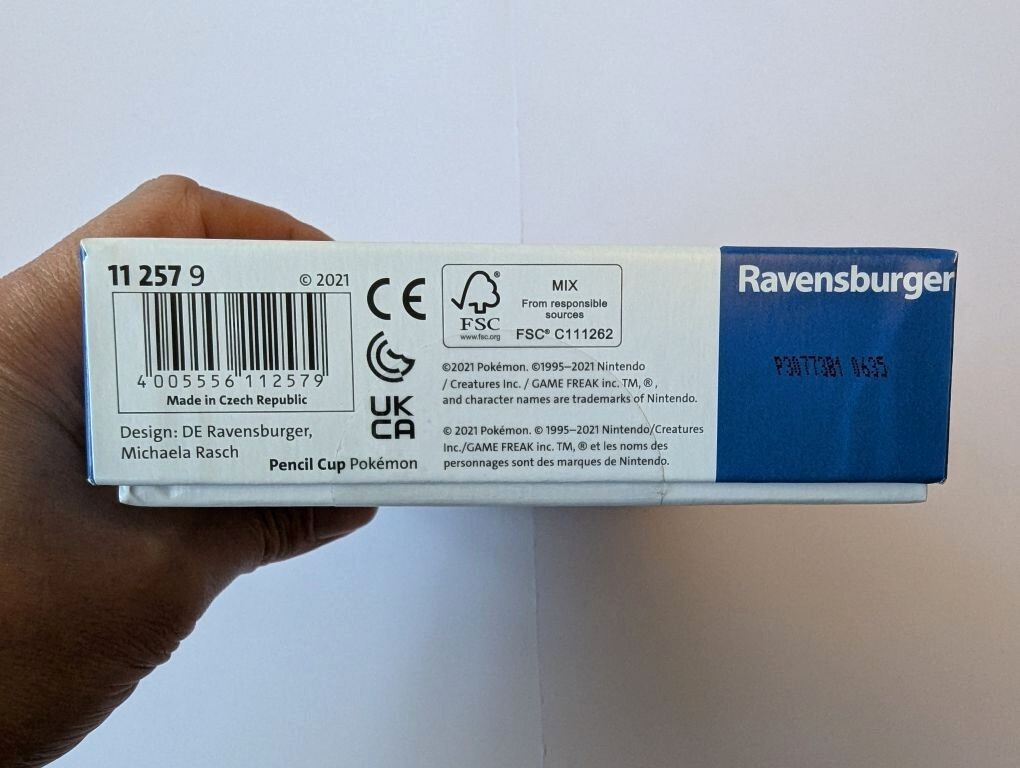 11 257 9
© 2021
4 005556 112579
Made in Czech Republic
Design: DE Ravensburger,
Michaela Rasch
Pencil Cup Pokémon
CE
UK
CA
®
FSC
www.fsc.org
MIX
From responsible
sources
FSC® C111262
©2021 Pokémon. ©1995–2021 Nintendo
/ Creatures Inc. / GAME FREAK inc. TM, ® ,
and character names are trademarks of Nintendo.
© 2021 Pokémon. © 1995–2021 Nintendo/Creatures
Inc./GAME FREAK inc. TM, ® et les noms des
personnages sont des marques de Nintendo.
Ravensburger
P3077381 0635